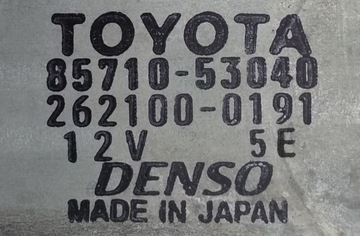 TOYOTA
85710-53040
262100-0191
12V 5E
DENSO
MADE IN JAPAN